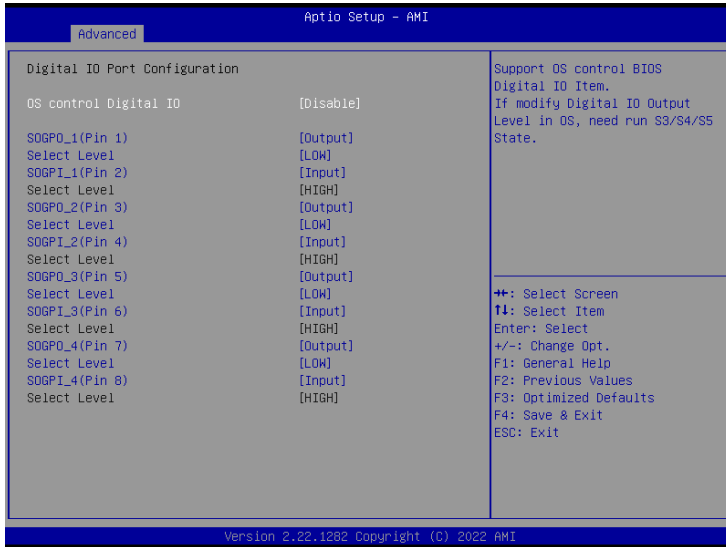 Aptio Setup – AMI
Advanced
Digital IO Port Configuration
OS control Digital IO [Disable]
SOGPO_1(Pin 1) [Output]
Select Level [LOW]
SOGPI_1(Pin 2) [Input]
Select Level [HIGH]
SOGPO_2(Pin 3) [Output]
Select Level [LOW]
SOGPI_2(Pin 4) [Input]
Select Level [HIGH]
SOGPO_3(Pin 5) [Output]
Select Level [LOW]
SOGPI_3(Pin 6) [Input]
Select Level [HIGH]
SOGPO_4(Pin 7) [Output]
Select Level [LOW]
SOGPI_4(Pin 8) [Input]
Select Level [HIGH]
Support OS control BIOS
Digital IO Item.
If modify Digital IO Output
Level in OS, need run S3/S4/S5
State.
→←: Select Screen
↑↓: Select Item
Enter: Select
+/-: Change Opt.
F1: General Help
F2: Previous Values
F3: Optimized Defaults
F4: Save & Exit
ESC: Exit
Version 2.22.1282 Copyright (C) 2022 AMI